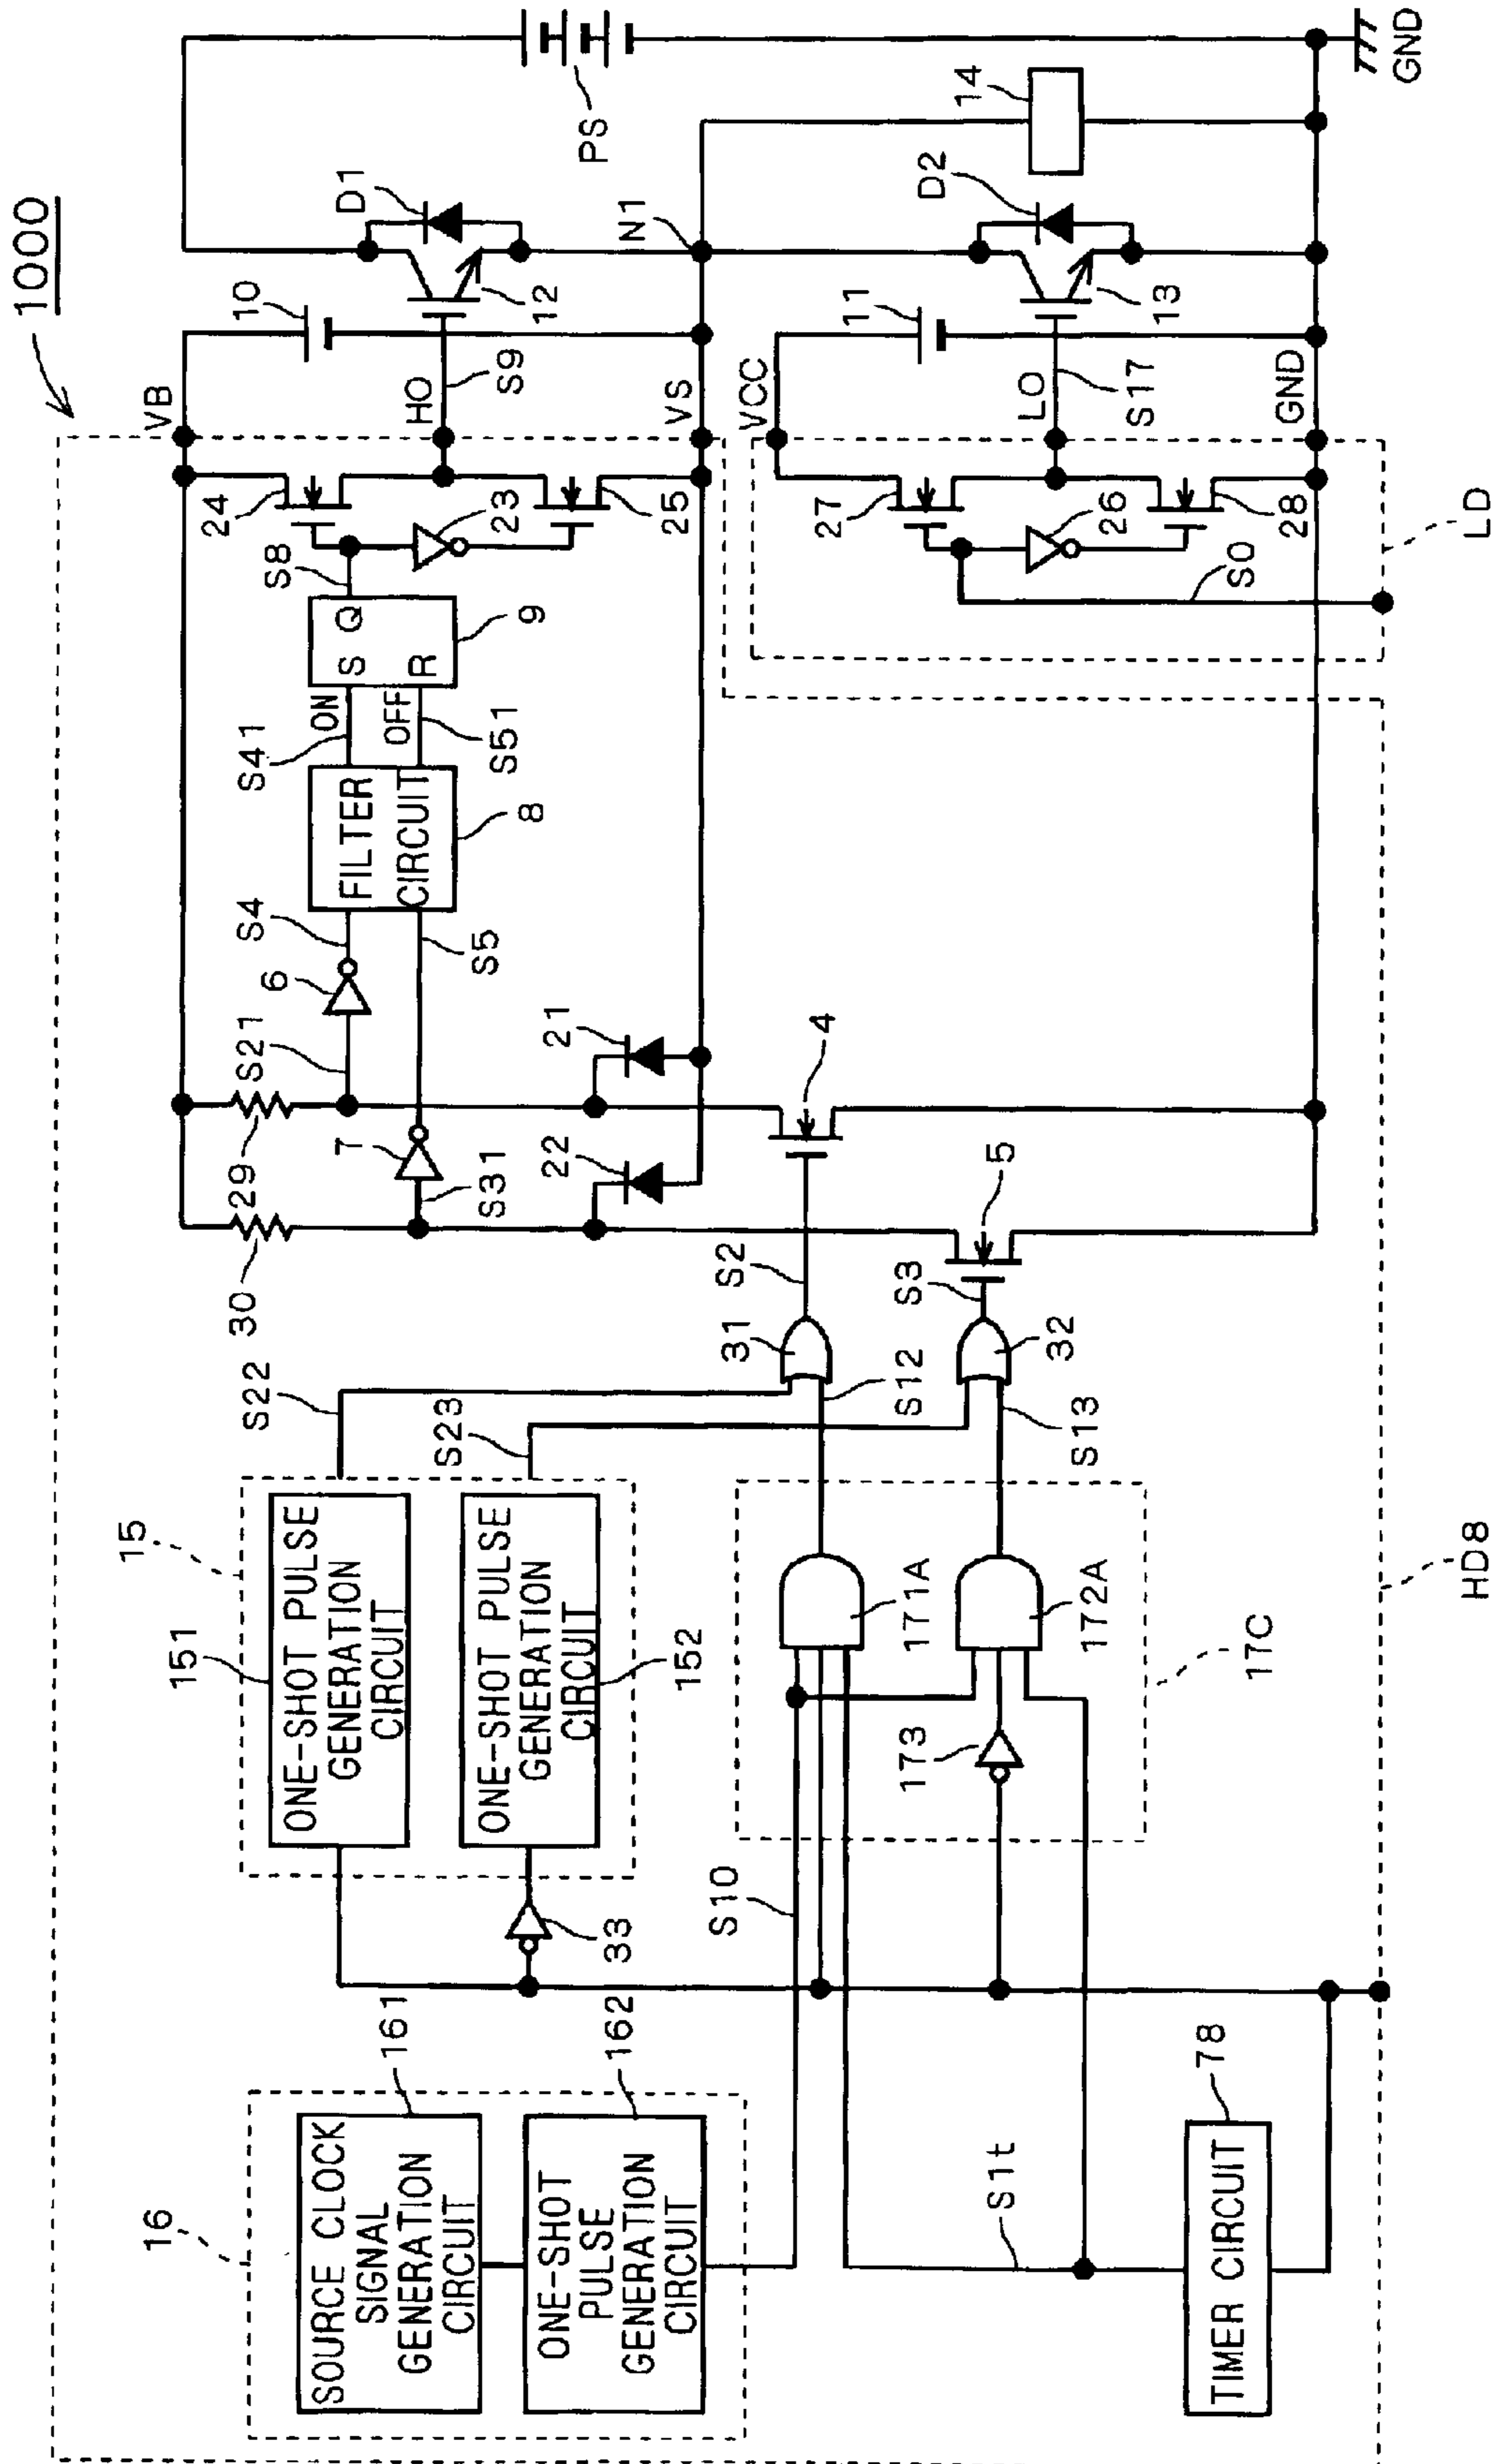 1000
16
SOURCE CLOCK
SIGNAL
GENERATION
CIRCUIT
161
ONE-SHOT
PULSE
GENERATION
CIRCUIT
162
15
151
ONE-SHOT PULSE
GENERATION
CIRCUIT
ONE-SHOT PULSE
GENERATION
CIRCUIT
152
33
S22
S23
S10
S1t
TIMER CIRCUIT
78
173
171A
172A
17C
S12
S13
31
32
S2
S3
4
5
30
29
S21
S31
6
7
22
21
S4
S5
FILTER
CIRCUIT
8
S41
ON
OFF
S51
S Q
R
9
S8
24
23
25
VB
HO
VS
10
S9
12
D1
N1
PS
VCC
LO
GND
11
S17
13
D2
14
GND
27
26
28
S0
LD
HD8